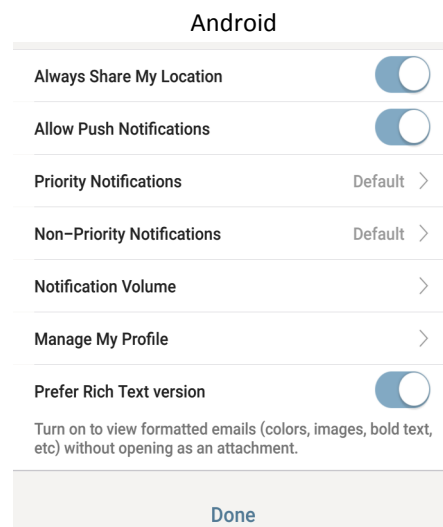 Android
Always Share My Location
Allow Push Notifications
Priority Notifications Default
Non-Priority Notifications Default
Notification Volume
Manage My Profile
Prefer Rich Text version
Turn on to view formatted emails (colors, images, bold text,
etc) without opening as an attachment.
Done